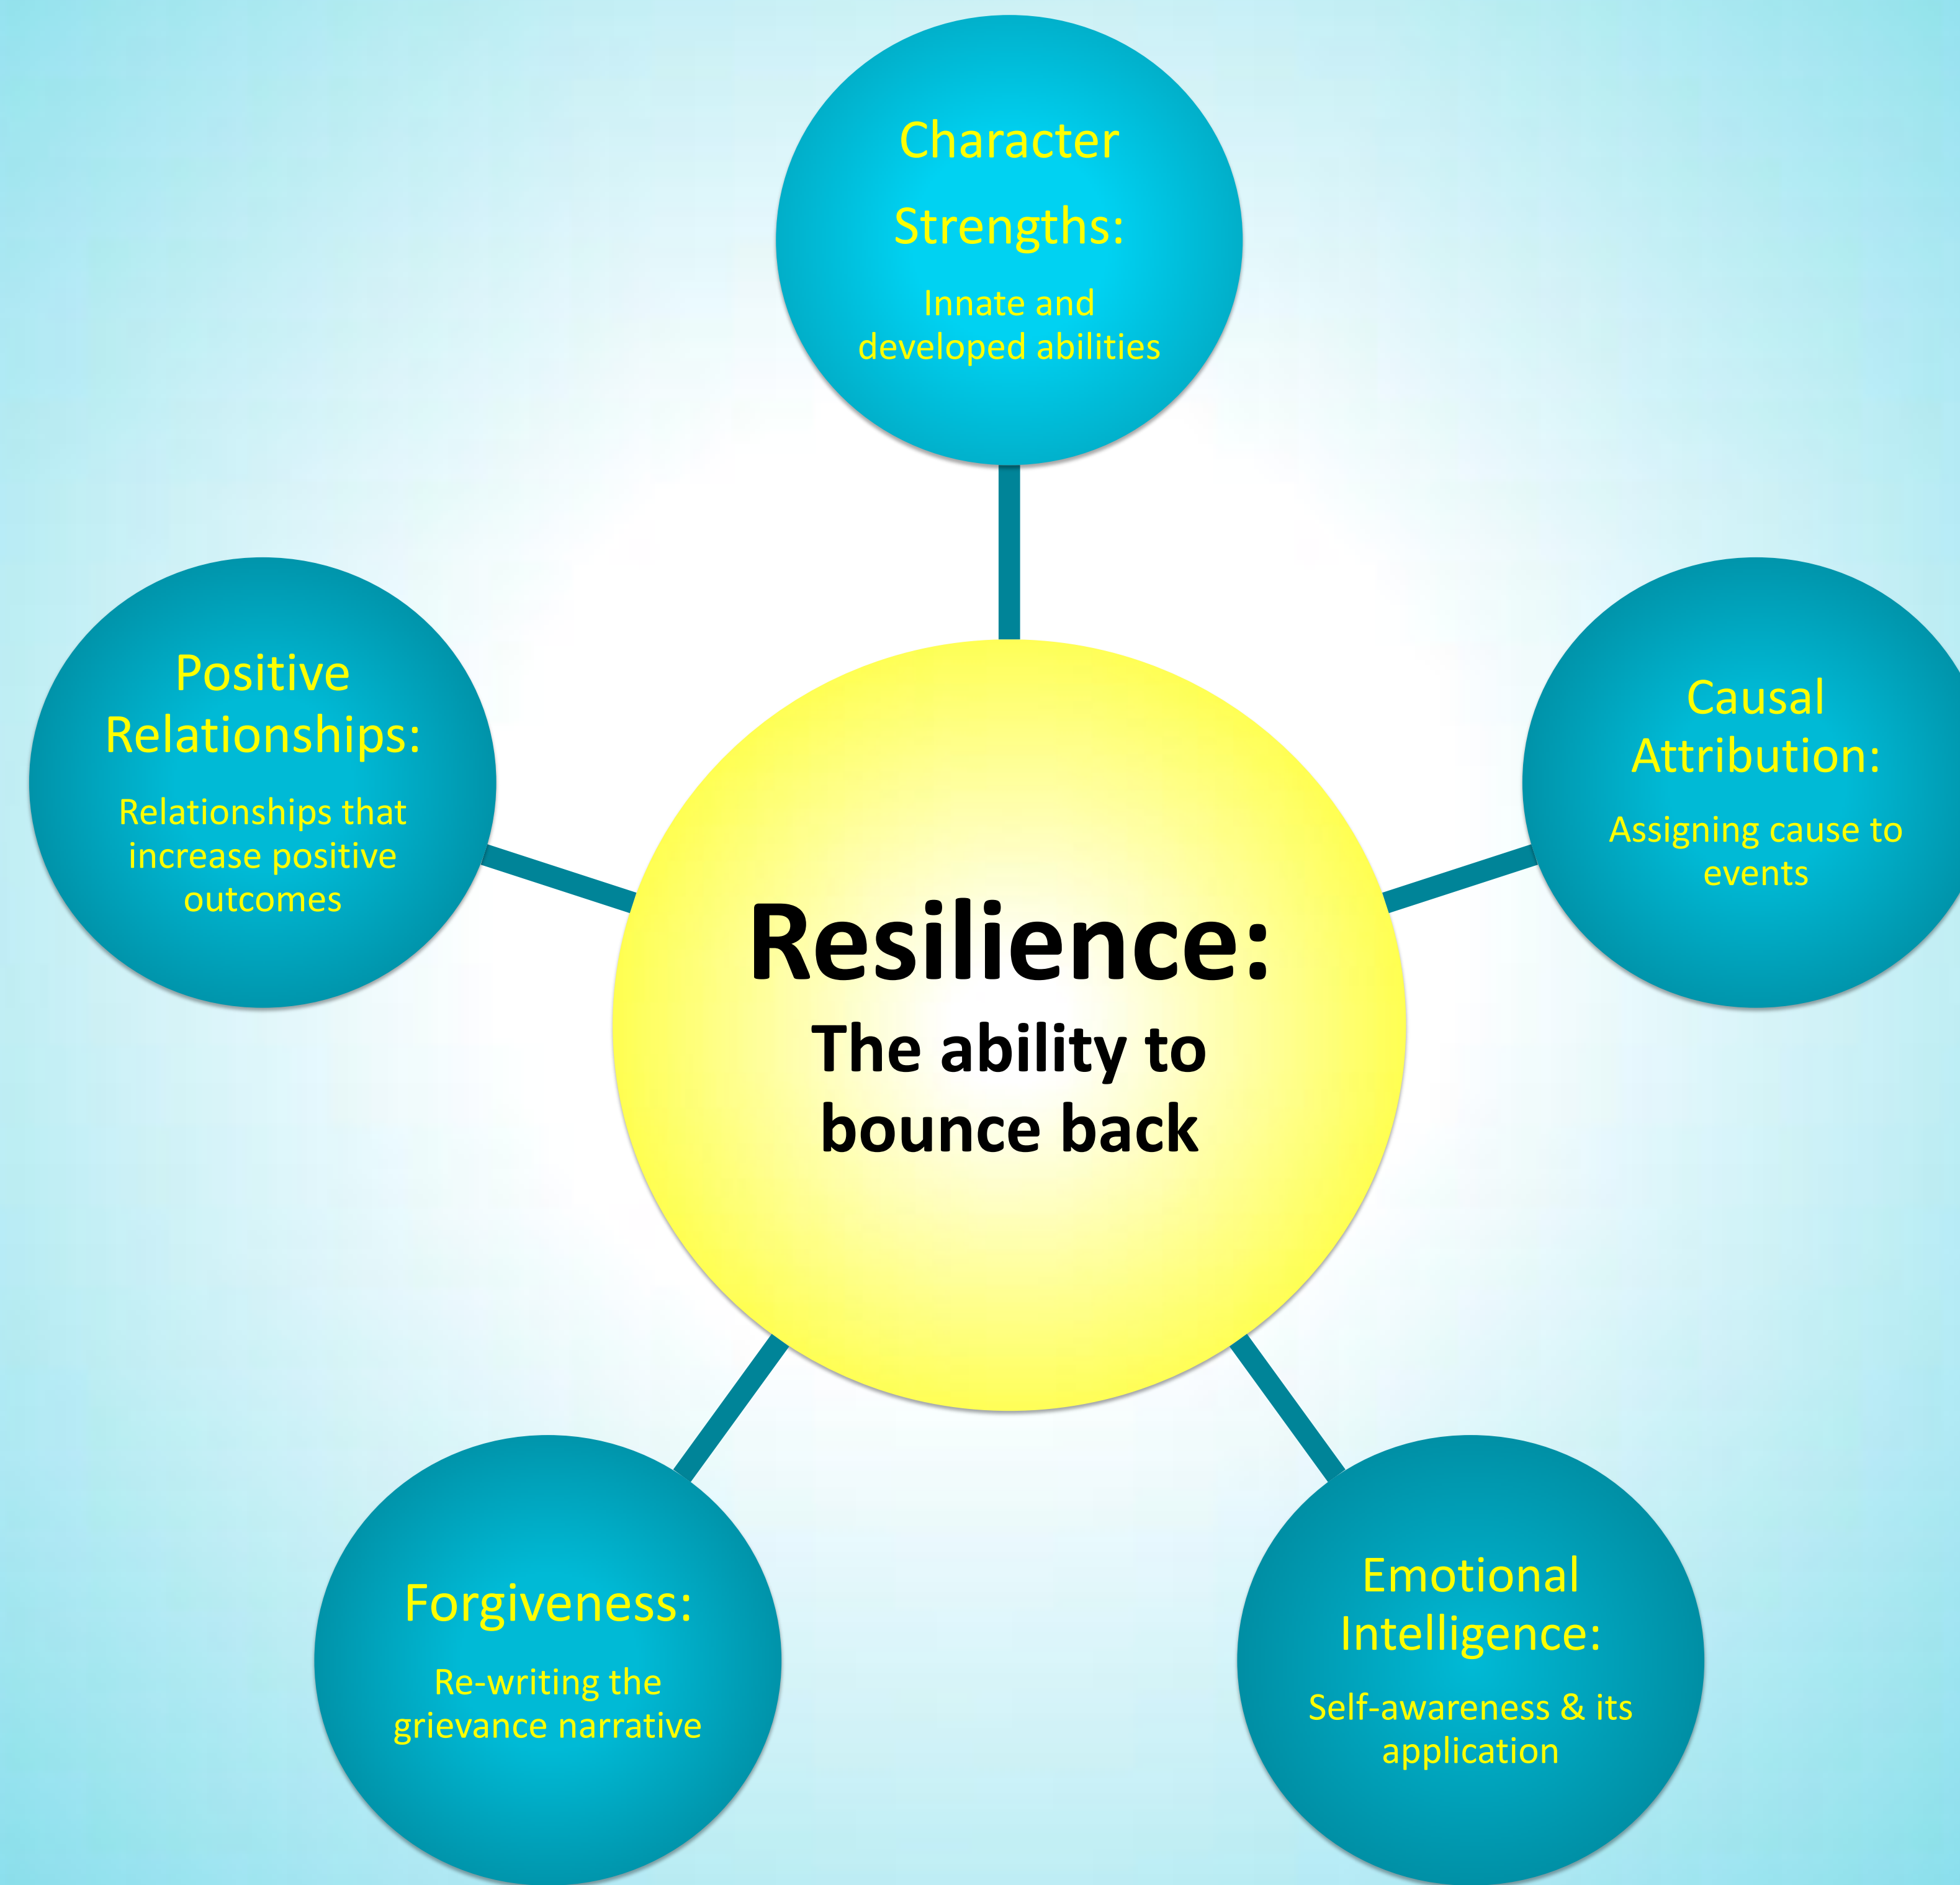 Character
Strengths:
Innate and
developed abilities
Positive
Relationships:
Relationships that
increase positive
outcomes
Causal
Attribution:
Assigning cause to
events
Resilience:
The ability to
bounce back
Forgiveness:
Re-writing the
grievance narrative
Emotional
Intelligence:
Self-awareness & its
application